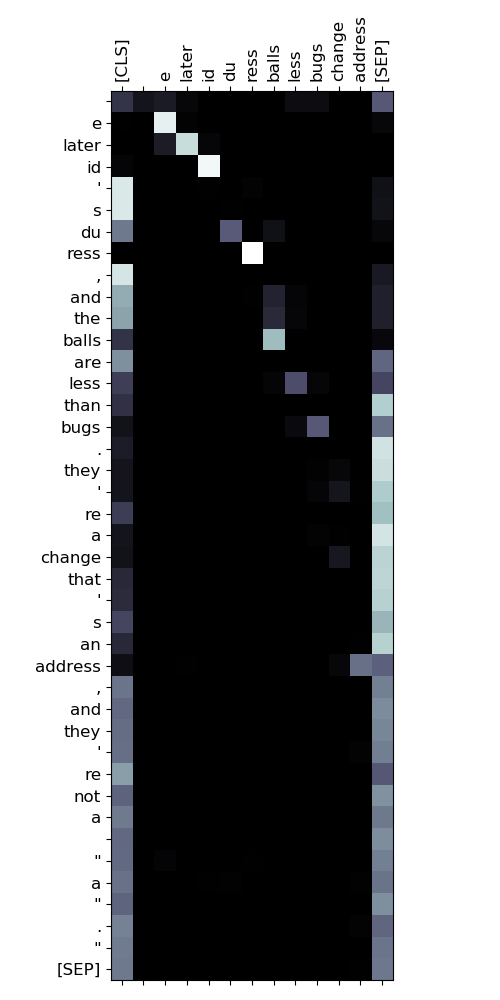 [CLS]
e
later
id
du
ress
balls
less
bugs
change
address
[SEP]
e
later
id
'
s
du
ress
,
and
the
balls
are
less
than
bugs
.
they
'
re
a
change
that
'
s
an
address
,
and
they
'
re
not
a
"
a
"
.
"
[SEP]